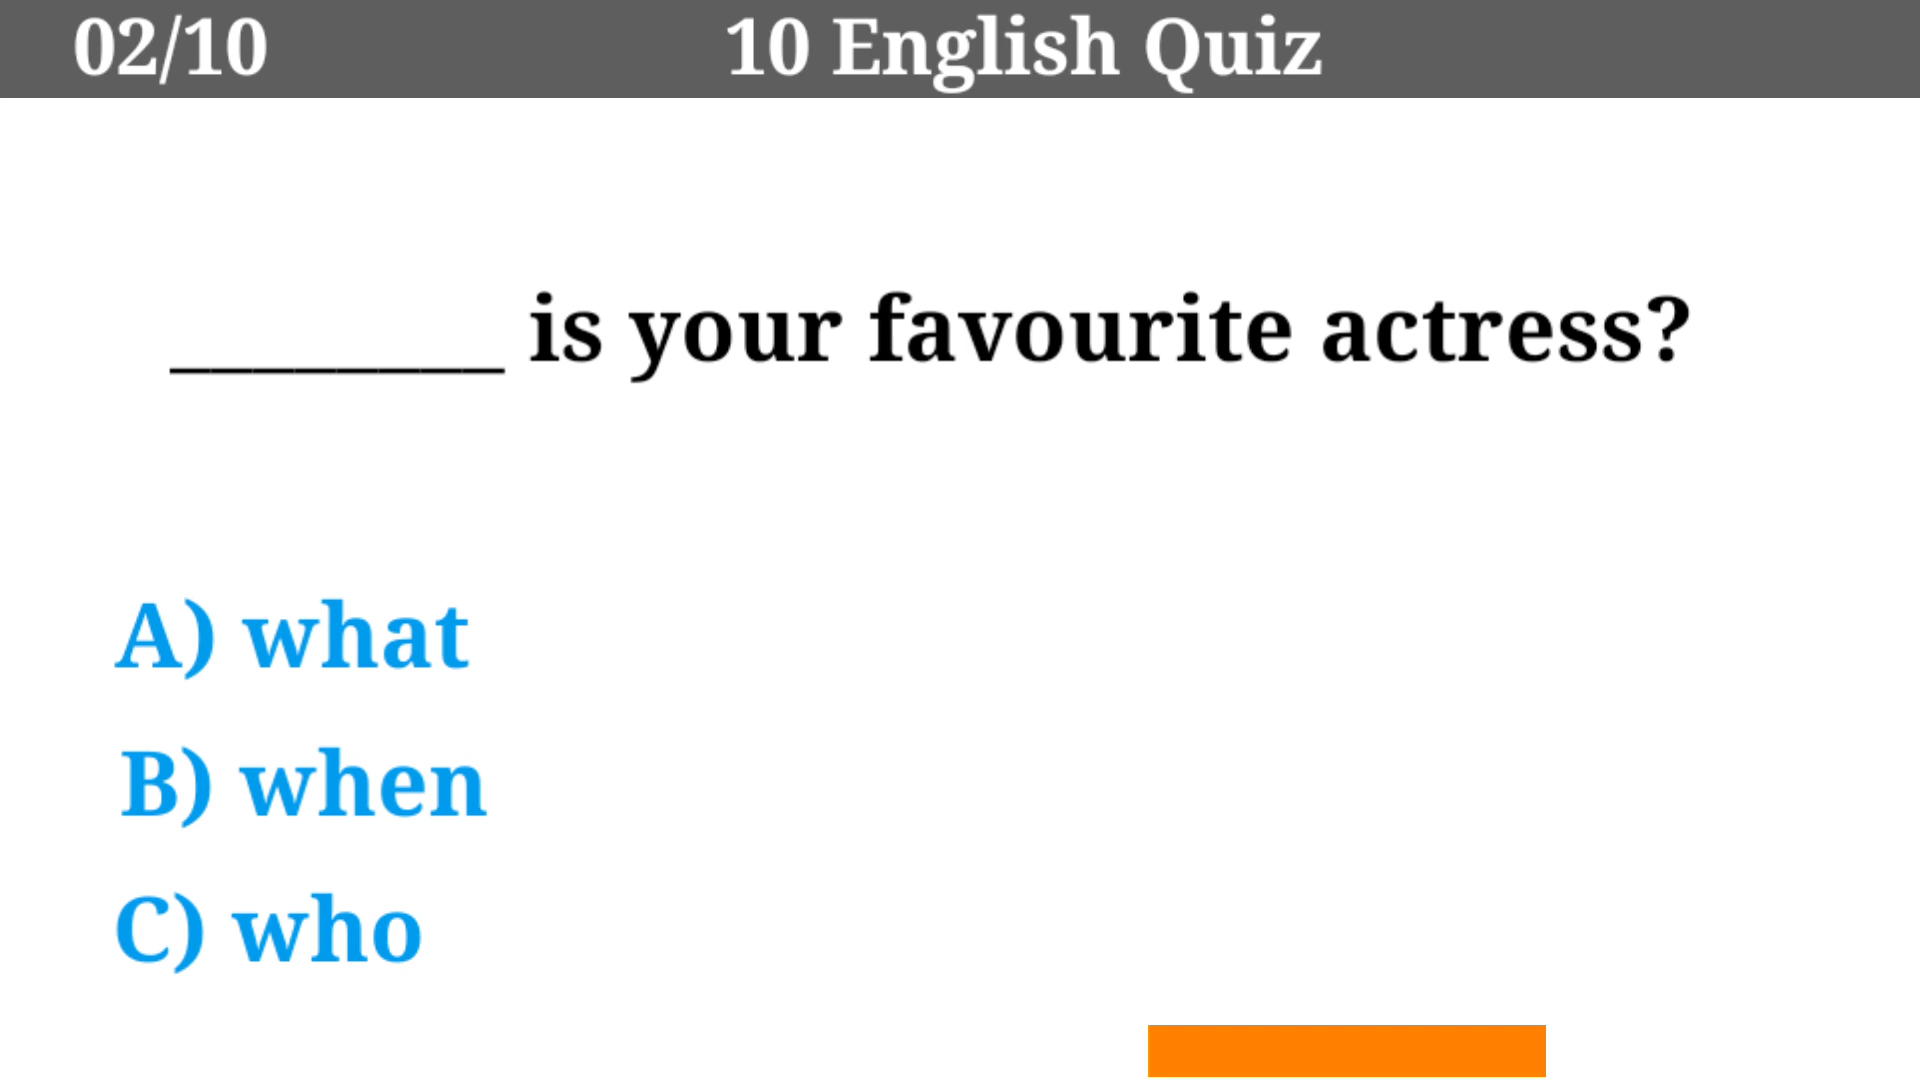 02/10
10 English Quiz
________ is your favourite actress?
A) what
B) when
C) who